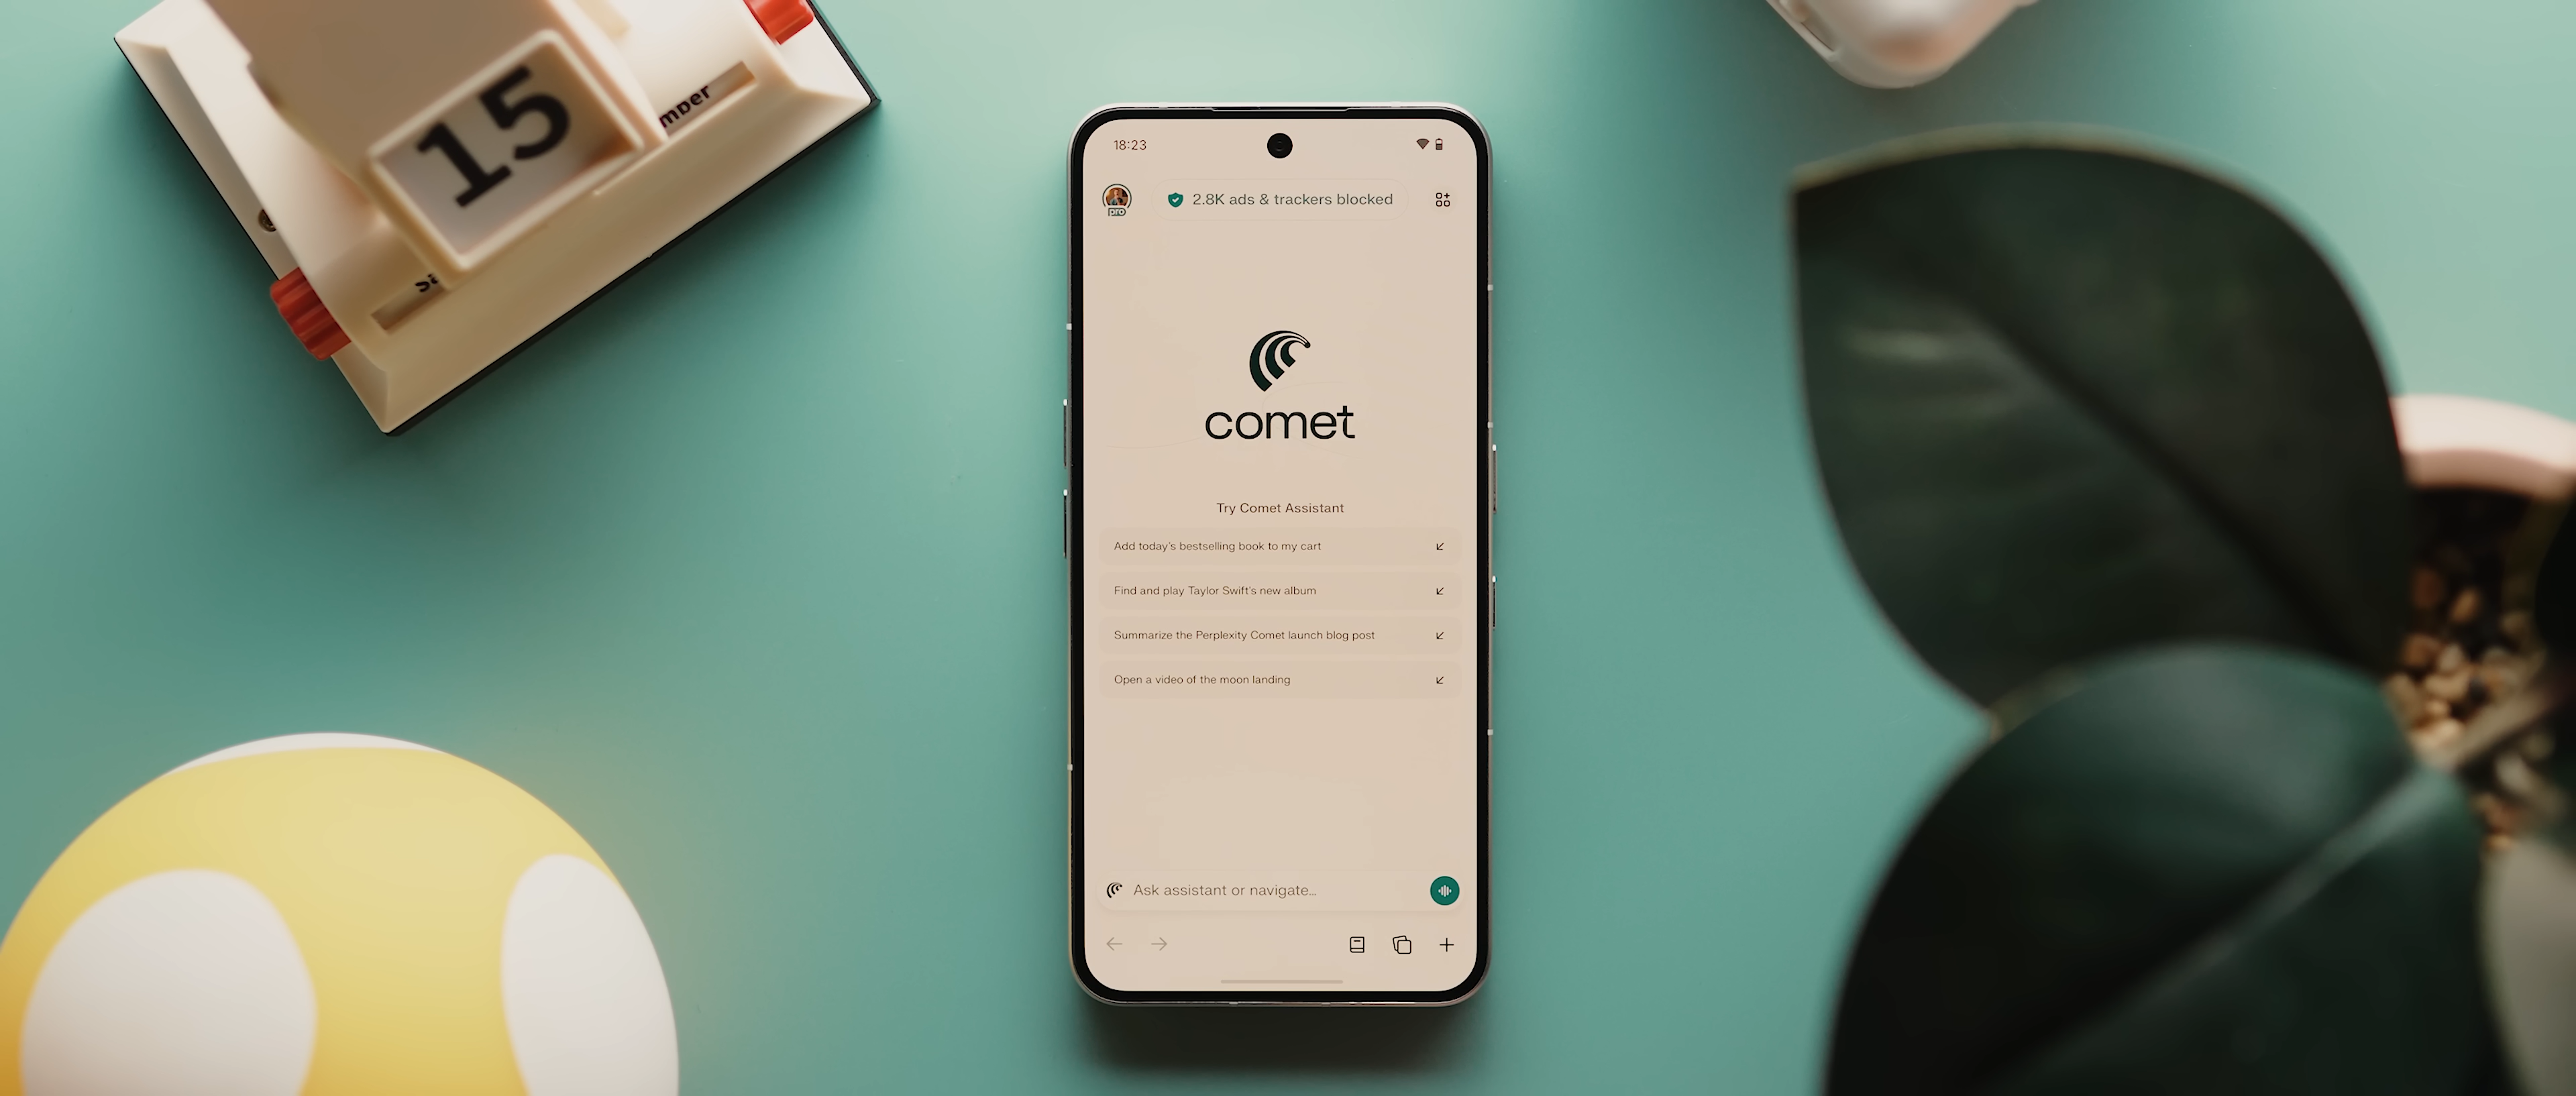 15
mber
18:23
pro
2.8K ads & trackers blocked
comet
Try Comet Assistant
Add today's bestselling book to my cart
Find and play Taylor Swift's new album
Summarize the Perplexity Comet launch blog post
Open a video of the moon landing
Ask assistant or navigate...